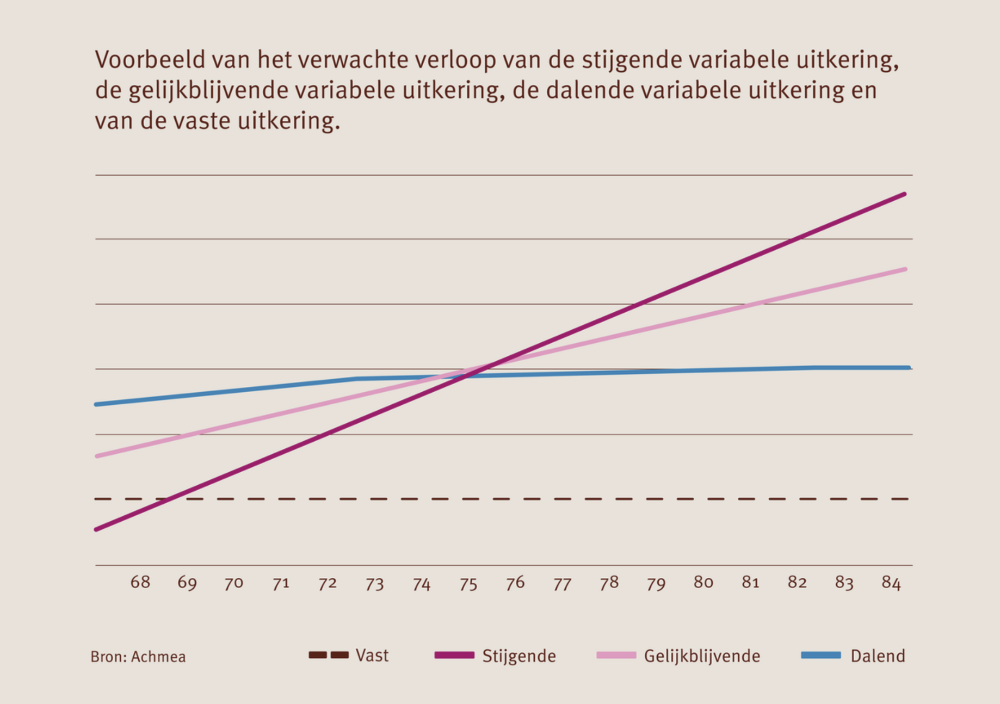 Voorbeeld van het verwachte verloop van de stijgende variabele uitkering,
de gelijkblijvende variabele uitkering, de dalende variabele uitkering en
van de vaste uitkering.
68 69 70 71 72 73 74 75 76 77 78 79 80 81 82 83 84
Bron: Achmea Vast Stijgende Gelijkblijvende Dalend